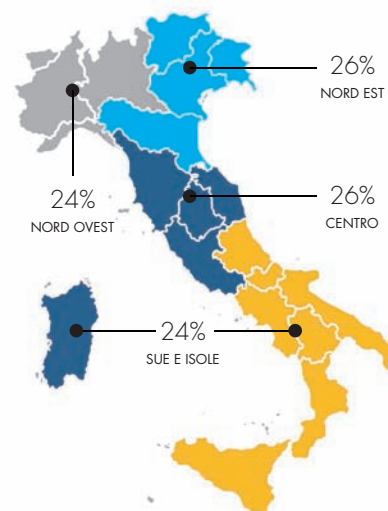 26%
NORD EST
24%
NORD OVEST
26%
CENTRO
24%
SUE E ISOLE